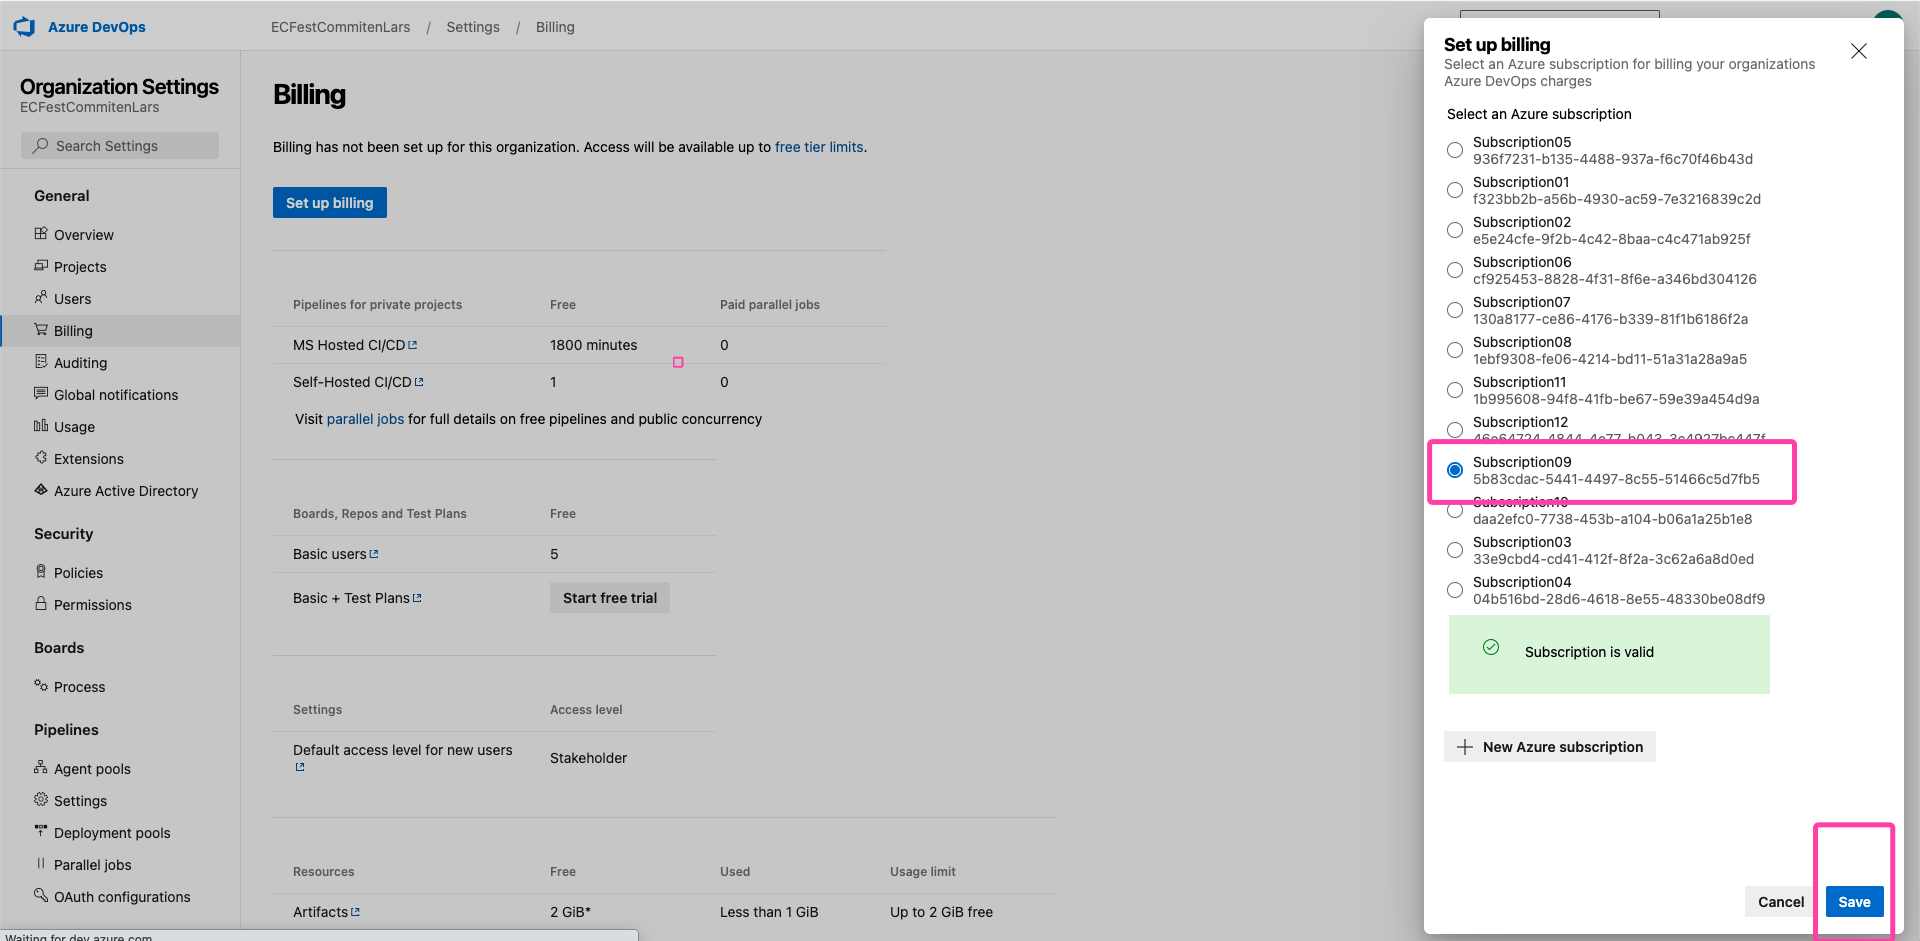 Azure DevOps
ECFestCommitenLars / Settings / Billing
Organization Settings
ECFestCommitenLars
Search Settings
General
Overview
Projects
Users
Billing
Auditing
Global notifications
Usage
Extensions
Azure Active Directory
Security
Policies
Permissions
Boards
Process
Pipelines
Agent pools
Settings
Deployment pools
Parallel jobs
OAuth configurations
Waiting for dev.azure.com
Billing
Billing has not been set up for this organization. Access will be available up to free tier limits.
Set up billing
Pipelines for private projects Free Paid parallel jobs
MS Hosted CI/CD 1800 minutes 0
Self-Hosted CI/CD 1 0
Visit parallel jobs for full details on free pipelines and public concurrency
Boards, Repos and Test Plans Free
Basic users 5
Basic + Test Plans Start free trial
Settings Access level
Default access level for new users Stakeholder
Resources Free Used Usage limit
Artifacts 2 GiB* Less than 1 GiB Up to 2 GiB free
Set up billing
Select an Azure subscription for billing your organizations
Azure DevOps charges
Select an Azure subscription
Subscription05
936f7231-b135-4488-937a-f6c70f46b43d
Subscription01
f323bb2b-a56b-4930-ac59-7e3216839c2d
Subscription02
e5e24cfe-9f2b-4c42-8baa-c4c471ab925f
Subscription06
cf925453-8828-4f31-8f6e-a346bd304126
Subscription07
130a8177-ce86-4176-b339-81f1b6186f2a
Subscription08
1ebf9308-fe06-4214-bd11-51a31a28a9a5
Subscription11
1b995608-94f8-41fb-be67-59e39a454d9a
Subscription12
Subscription09
5b83cdac-5441-4497-8c55-51466c5d7fb5
Subscription10
daa2efc0-7738-453b-a104-b06a1a25b1e8
Subscription03
33e9cbd4-cd41-412f-8f2a-3c62a6a8d0ed
Subscription04
04b516bd-28d6-4618-8e55-48330be08df9
Subscription is valid
New Azure subscription
Cancel Save